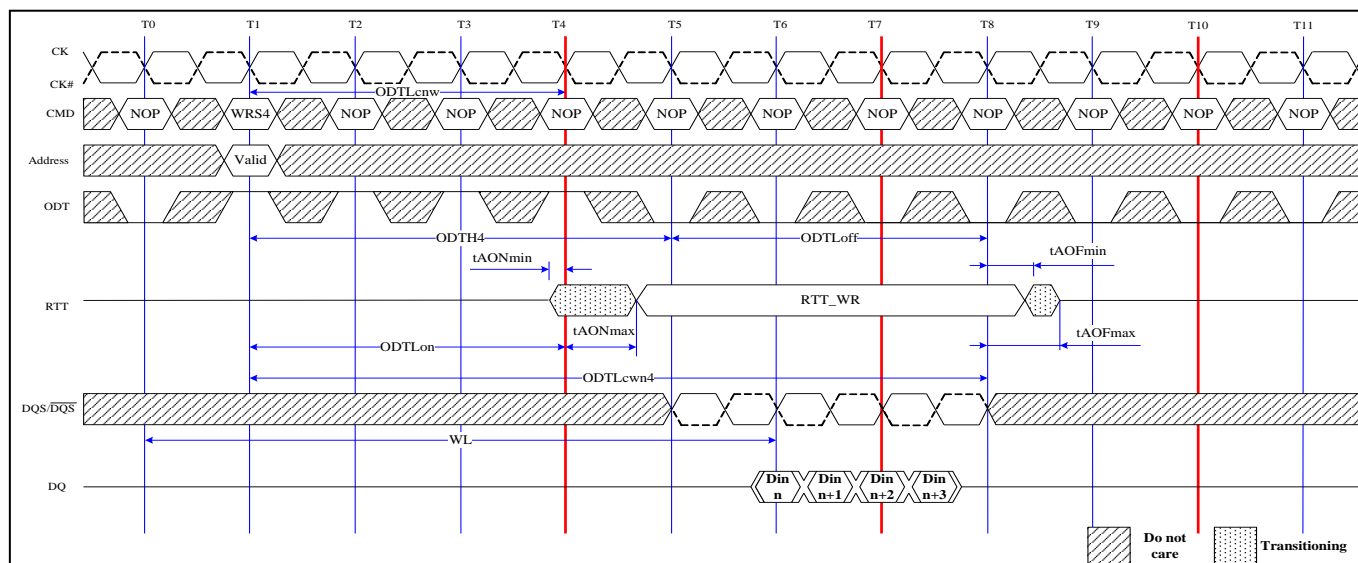 T0 T1 T2 T3 T4 T5 T6 T7 T8 T9 T10 T11
CK
CK#
ODTLcnw
CMD NOP WRS4 NOP NOP NOP NOP NOP NOP NOP NOP NOP NOP
Address Valid
ODT
ODTH4 ODTLoff
tAONmin tAOFmin
RTT RTT_WR
tAONmax tAOFmax
ODTLon
ODTLcwn4
DQS/DQS
WL
DQ Din n Din n+1 Din n+2 Din n+3
Do not care Transitioning